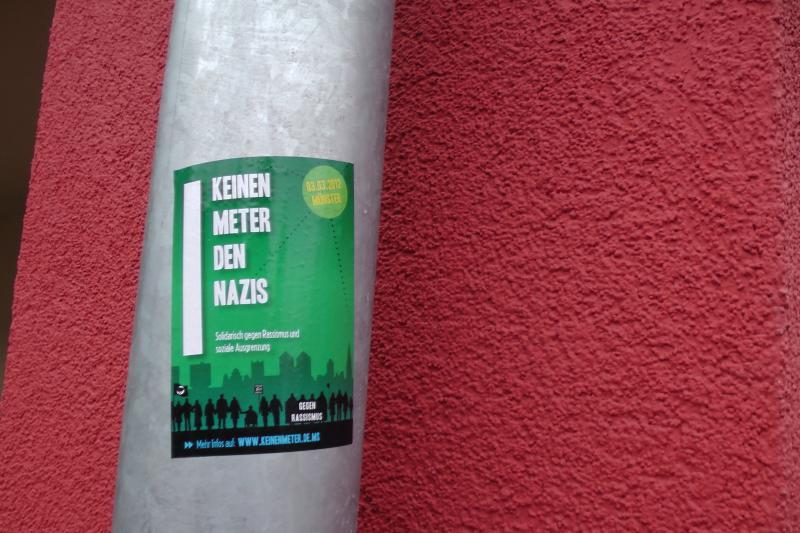 KEINEN
METER
DEN
NAZIS
03.03.2012
MÜNSTER
Solidarisch gegen Rassismus und
soziale Ausgrenzung
GEGEN
RASSISMUS
Mehr Infos auf: WWW.KEINENMETER.DE.MS